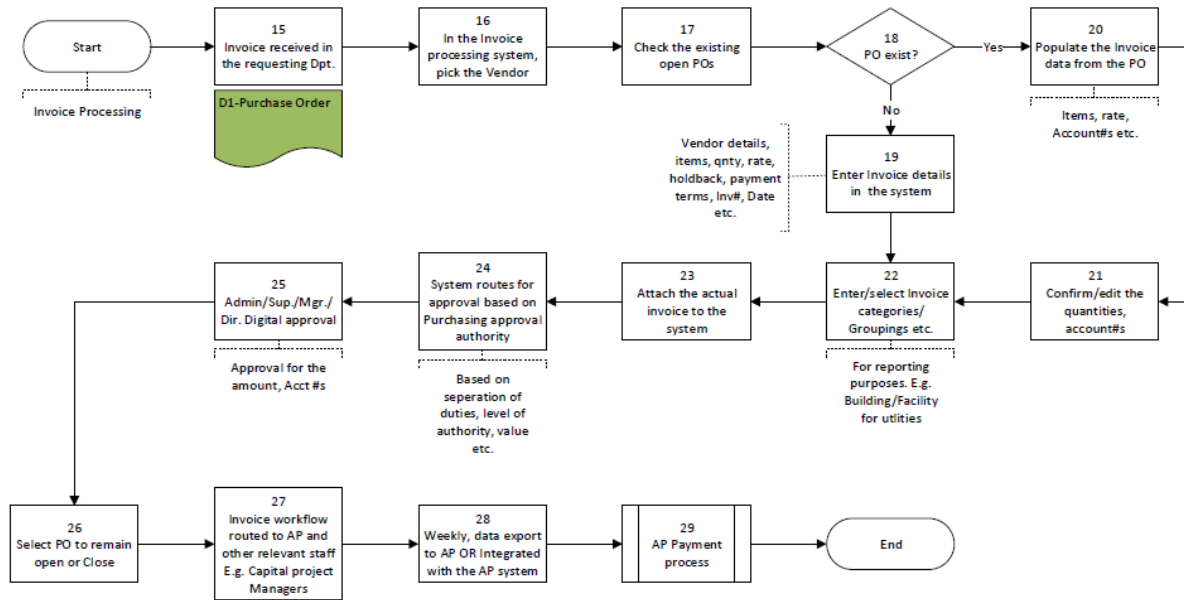 Start
Invoice Processing
15
Invoice received in
the requesting Dpt.
D1-Purchase Order
16
In the Invoice
processing system,
pick the Vendor
17
Check the existing
open POs
18
PO exist?
Yes
No
20
Populate the Invoice
data from the PO
Items, rate,
Account#s etc.
Vendor details,
items, qnty, rate,
holdback, payment
terms, Inv#, Date
etc.
19
Enter Invoice details
in the system
25
Admin/Sup./Mgr./
Dir. Digital approval
Approval for the
amount, Acct #s
24
System routes for
approval based on
Purchasing approval
authority
Based on
seperation of
duties, level of
authority, value
etc.
23
Attach the actual
invoice to the
system
22
Enter/select Invoice
categories/
Groupings etc.
For reporting
purposes. E.g.
Building/Facility
for utlities
21
Confirm/edit the
quantities,
account#s
26
Select PO to remain
open or Close
27
Invoice workflow
routed to AP and
other relevant staff
E.g. Capital project
Managers
28
Weekly, data export
to AP OR Integrated
with the AP system
29
AP Payment
process
End